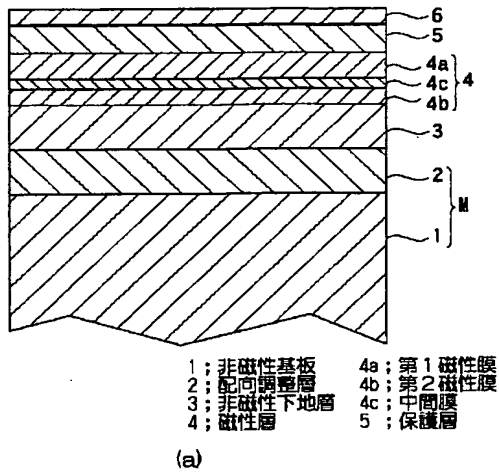 6
5
4a
4c
4
4b
3
2
M
1
1；非磁性基板
2；配向調整層
3；非磁性下地層
4；磁性層
4a；第1磁性膜
4b；第2磁性膜
4c；中間膜
5；保護層
(a)